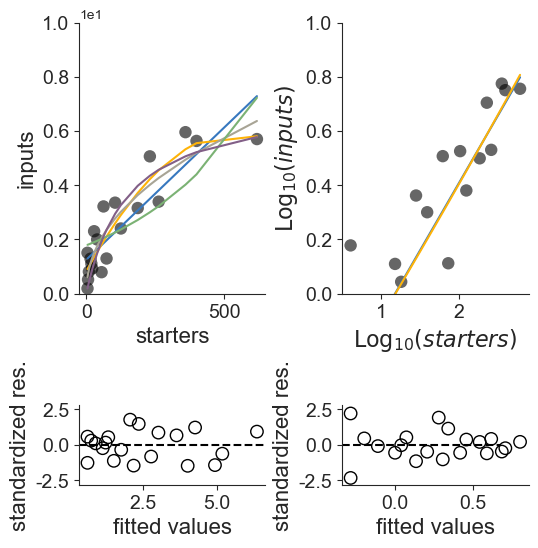 1e1
1.0
0.8
0.6
0.4
0.2
0.0
inputs
0
500
starters
1.0
0.8
0.6
0.4
0.2
0.0
Log10(inputs)
1
2
Log10(starters)
2.5
0.0
-2.5
standardized res.
2.5
5.0
fitted values
2.5
0.0
-2.5
standardized res.
0.0
0.5
fitted values